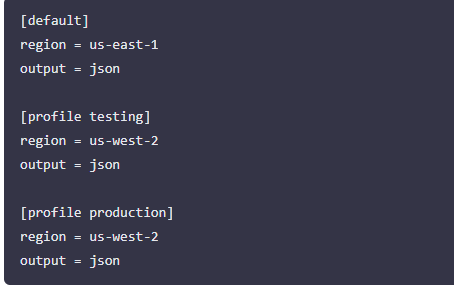 [default]
region = us-east-1
output = json
[profile testing]
region = us-west-2
output = json
[profile production]
region = us-west-2
output = json